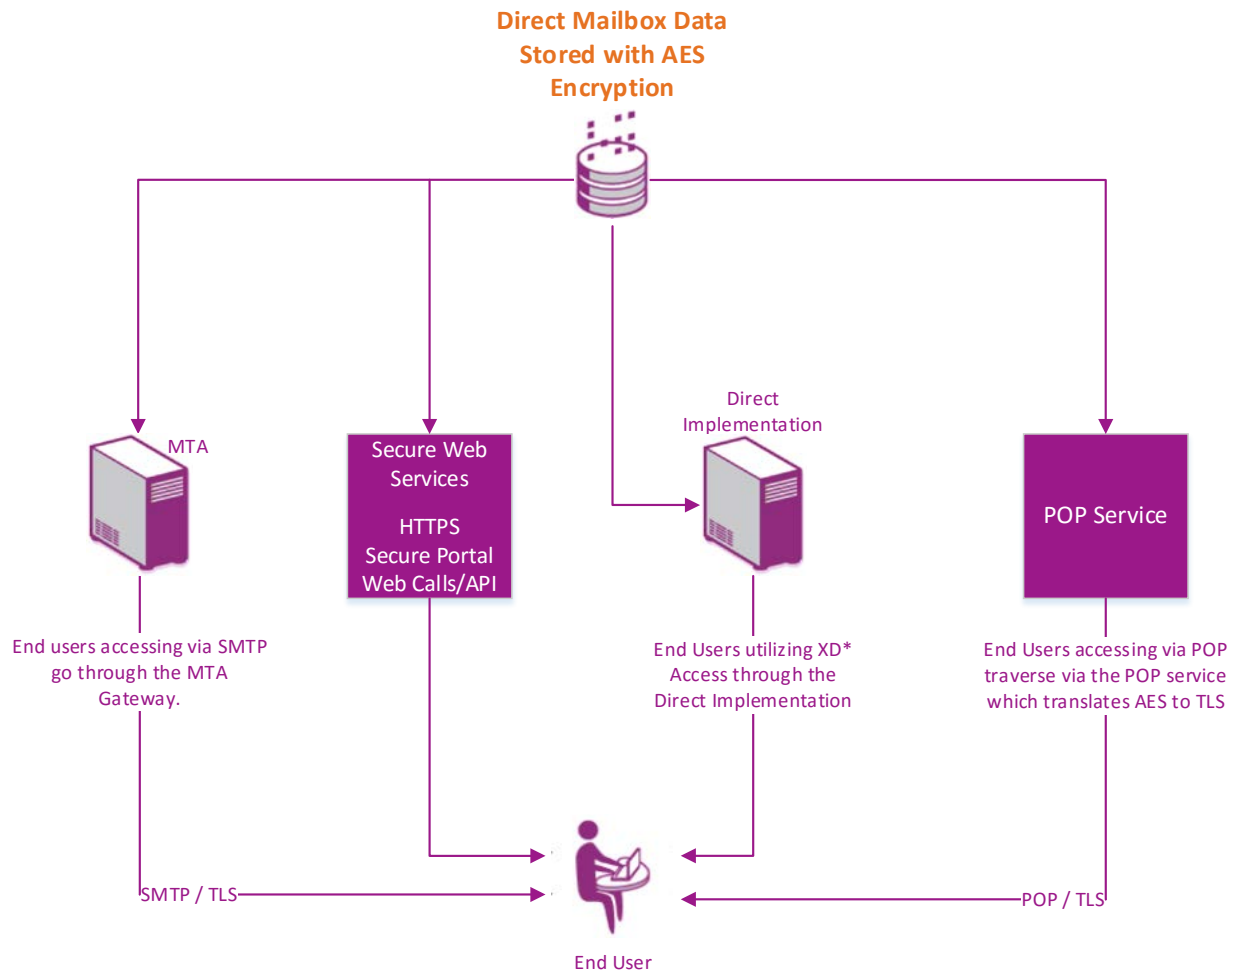 Direct Mailbox Data
Stored with AES
Encryption
MTA
Secure Web
Services
HTTPS
Secure Portal
Web Calls/API
Direct
Implementation
POP Service
End users accessing via SMTP
go through the MTA
Gateway.
End Users utilizing XD*
Access through the
Direct Implementation
End Users accessing via POP
traverse via the POP service
which translates AES to TLS
SMTP / TLS
POP / TLS
End User